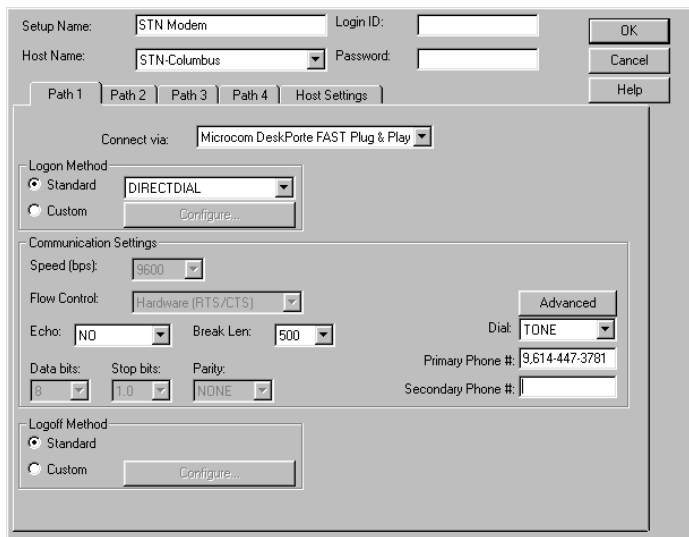 Setup Name: STN Modem Login ID: OK
Host Name: STN-Columbus Password: Cancel
Help
Path 1 Path 2 Path 3 Path 4 Host Settings
Connect via: Microcom DeskPorte FAST Plug & Play
Logon Method
Standard DIRECTDIAL
Custom Configure...
Communication Settings
Speed (bps): 9600
Flow Control: Hardware (RTS/CTS) Advanced
Echo: NO Break Len: 500 Dial: TONE
Primary Phone #: 9,614-447-3781
Data bits: Stop bits: Parity:
8 1.0 NONE Secondary Phone #:
Logoff Method
Standard
Custom Configure...